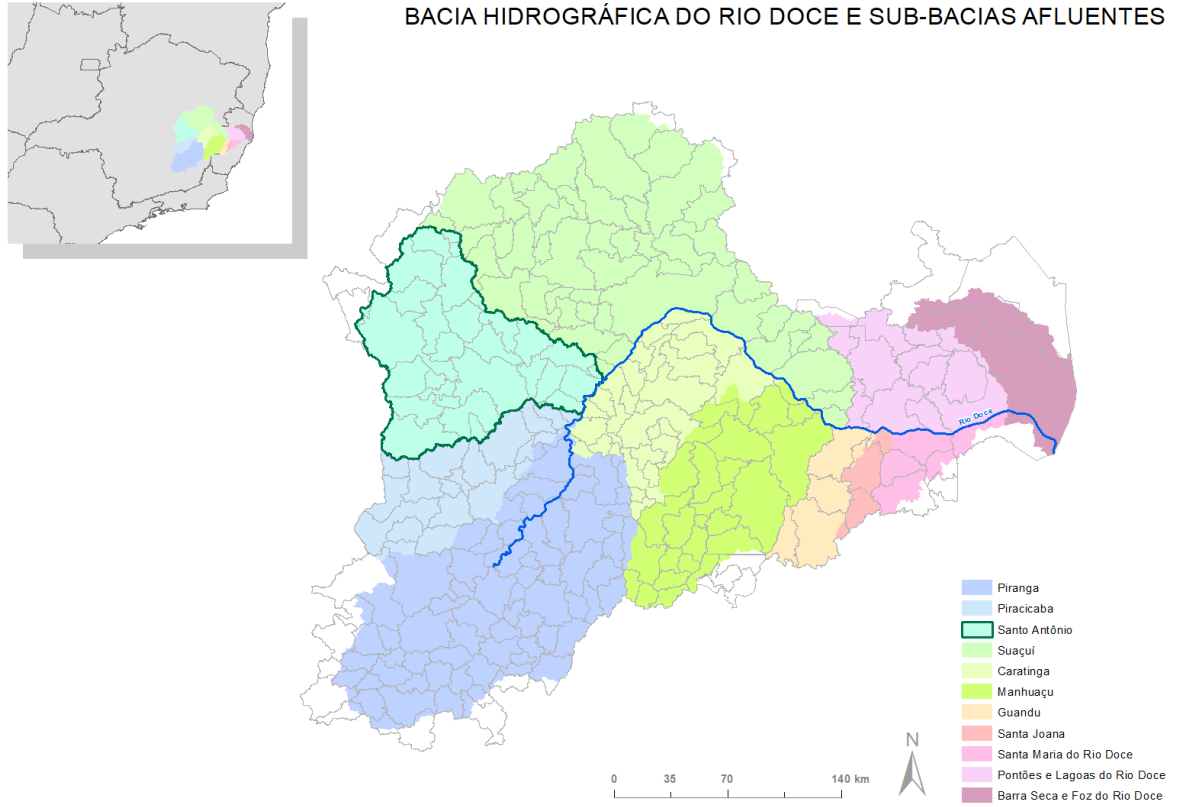 BACIA HIDROGRÁFICA DO RIO DOCE E SUB-BACIAS AFLUENTES
Rio Doce
Piranga
Piracicaba
Santo Antônio
Suaçuí
Caratinga
Manhuaçu
Guandu
Santa Joana
Santa Maria do Rio Doce
Pontões e Lagoas do Rio Doce
Barra Seca e Foz do Rio Doce
N
0 35 70 140 km